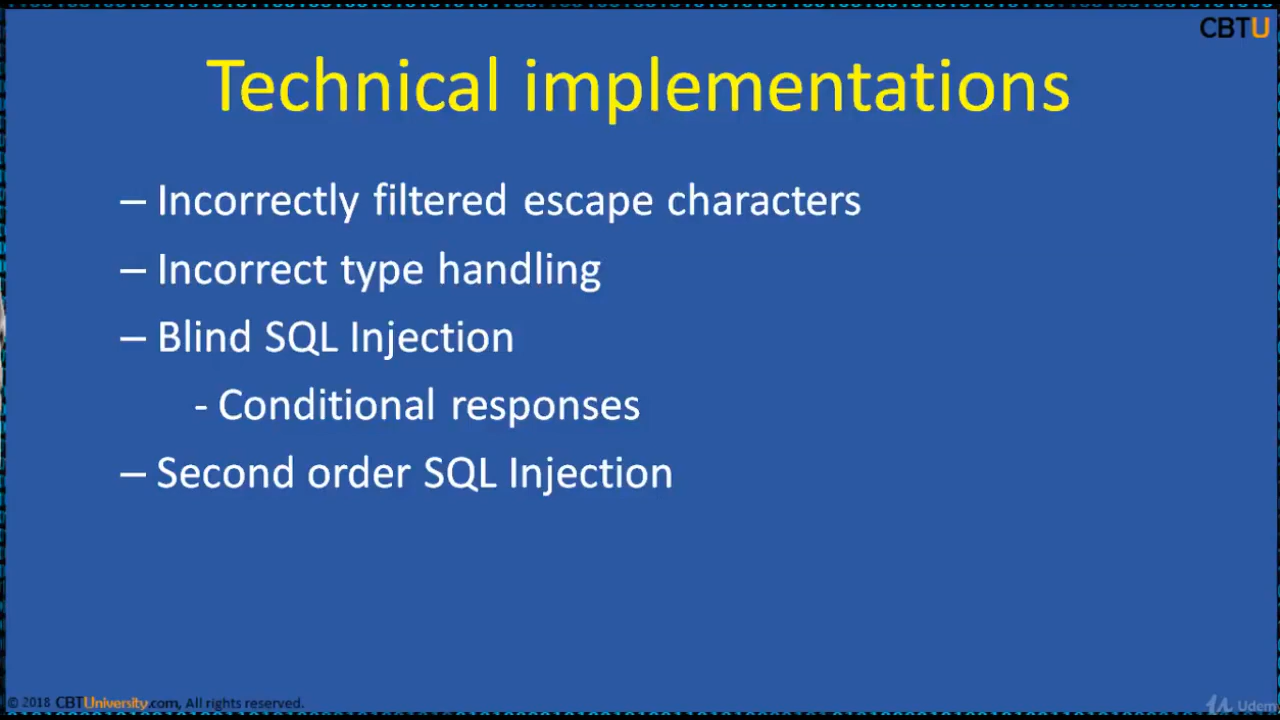 CBTU
Technical implementations
– Incorrectly filtered escape characters
– Incorrect type handling
– Blind SQL Injection
- Conditional responses
– Second order SQL Injection
© 2018 CBTUniversity.com, All rights reserved.
Udem